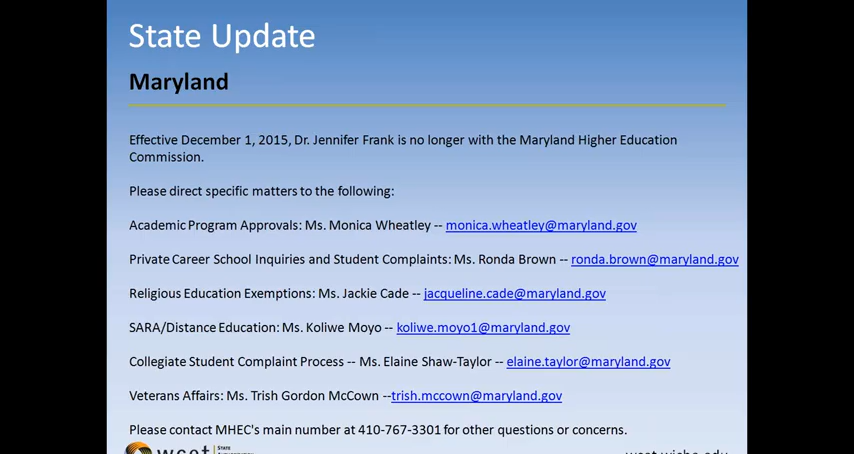 State Update
Maryland
Effective December 1, 2015, Dr. Jennifer Frank is no longer with the Maryland Higher Education
Commission.
Please direct specific matters to the following:
Academic Program Approvals: Ms. Monica Wheatley -- monica.wheatley@maryland.gov
Private Career School Inquiries and Student Complaints: Ms. Ronda Brown -- ronda.brown@maryland.gov
Religious Education Exemptions: Ms. Jackie Cade -- jacqueline.cade@maryland.gov
SARA/Distance Education: Ms. Koliwe Moyo -- koliwe.moyo1@maryland.gov
Collegiate Student Complaint Process -- Ms. Elaine Shaw-Taylor -- elaine.taylor@maryland.gov
Veterans Affairs: Ms. Trish Gordon McCown --trish.mccown@maryland.gov
Please contact MHEC's main number at 410-767-3301 for other questions or concerns.
wcet State
wcet.wiche.edu